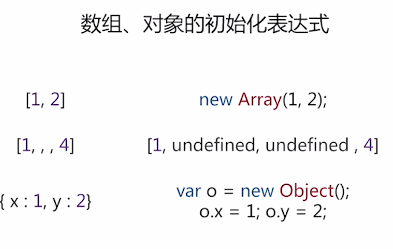 数组、对象的初始化表达式
[1, 2] new Array(1, 2);
[1, , , 4] [1, undefined, undefined , 4]
{ x : 1, y : 2} var o = new Object();
o.x = 1; o.y = 2;